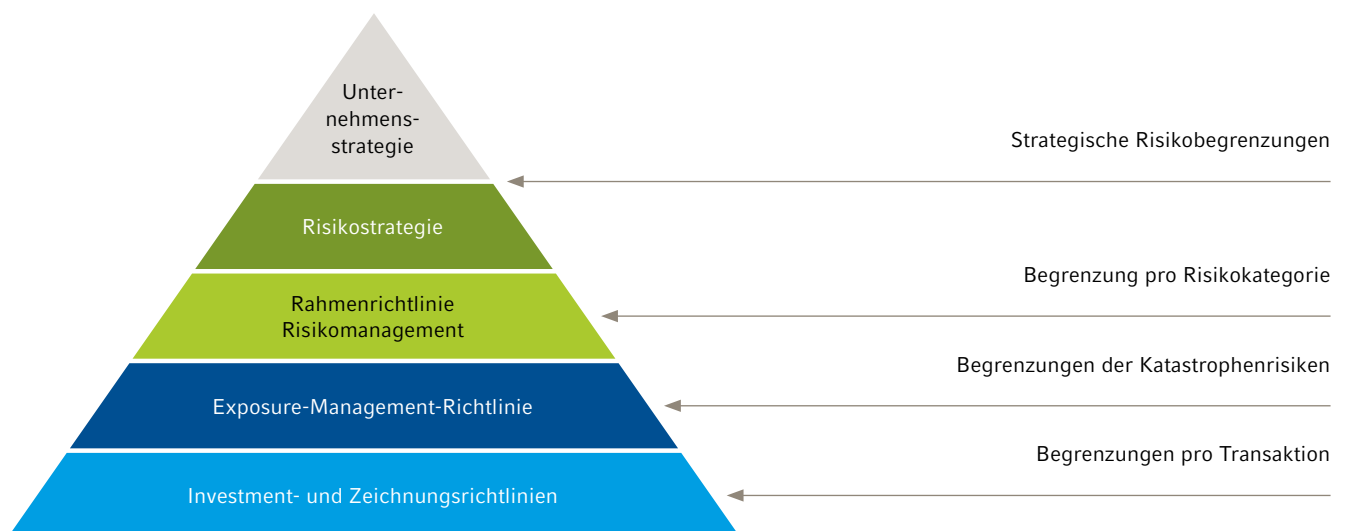 Unter-
nehmens-
strategie
Strategische Risikobegrenzungen
Risikostrategie
Begrenzung pro Risikokategorie
Rahmenrichtlinie
Risikomanagement
Begrenzungen der Katastrophenrisiken
Exposure-Management-Richtlinie
Begrenzungen pro Transaktion
Investment- und Zeichnungsrichtlinien